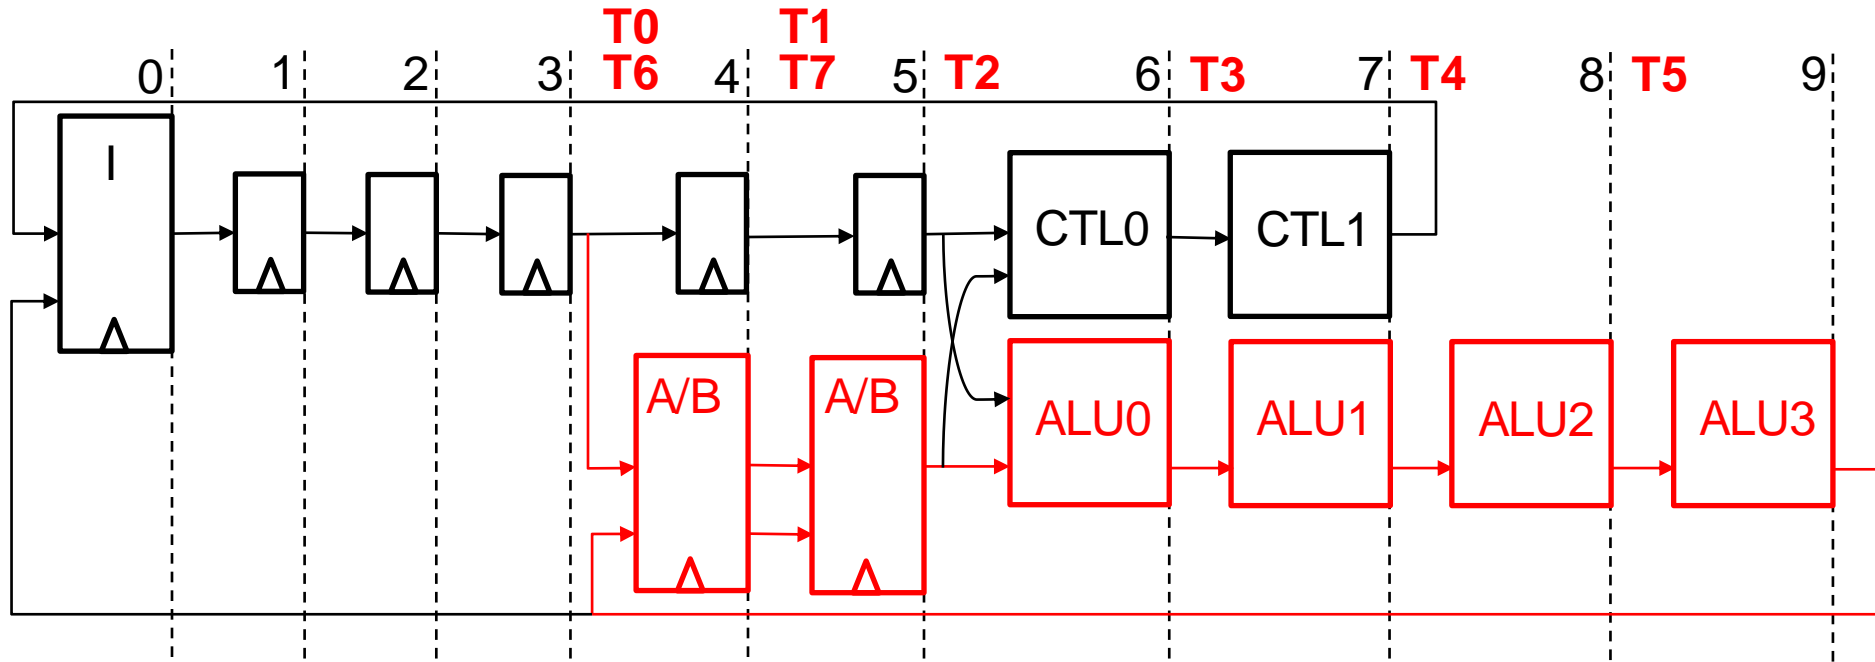 T0 T1
0 1 2 3 T6 4 T7 5 T2 6 T3 7 T4 8 T5 9
I
CTL0 CTL1
A/B A/B
ALU0 ALU1 ALU2 ALU3